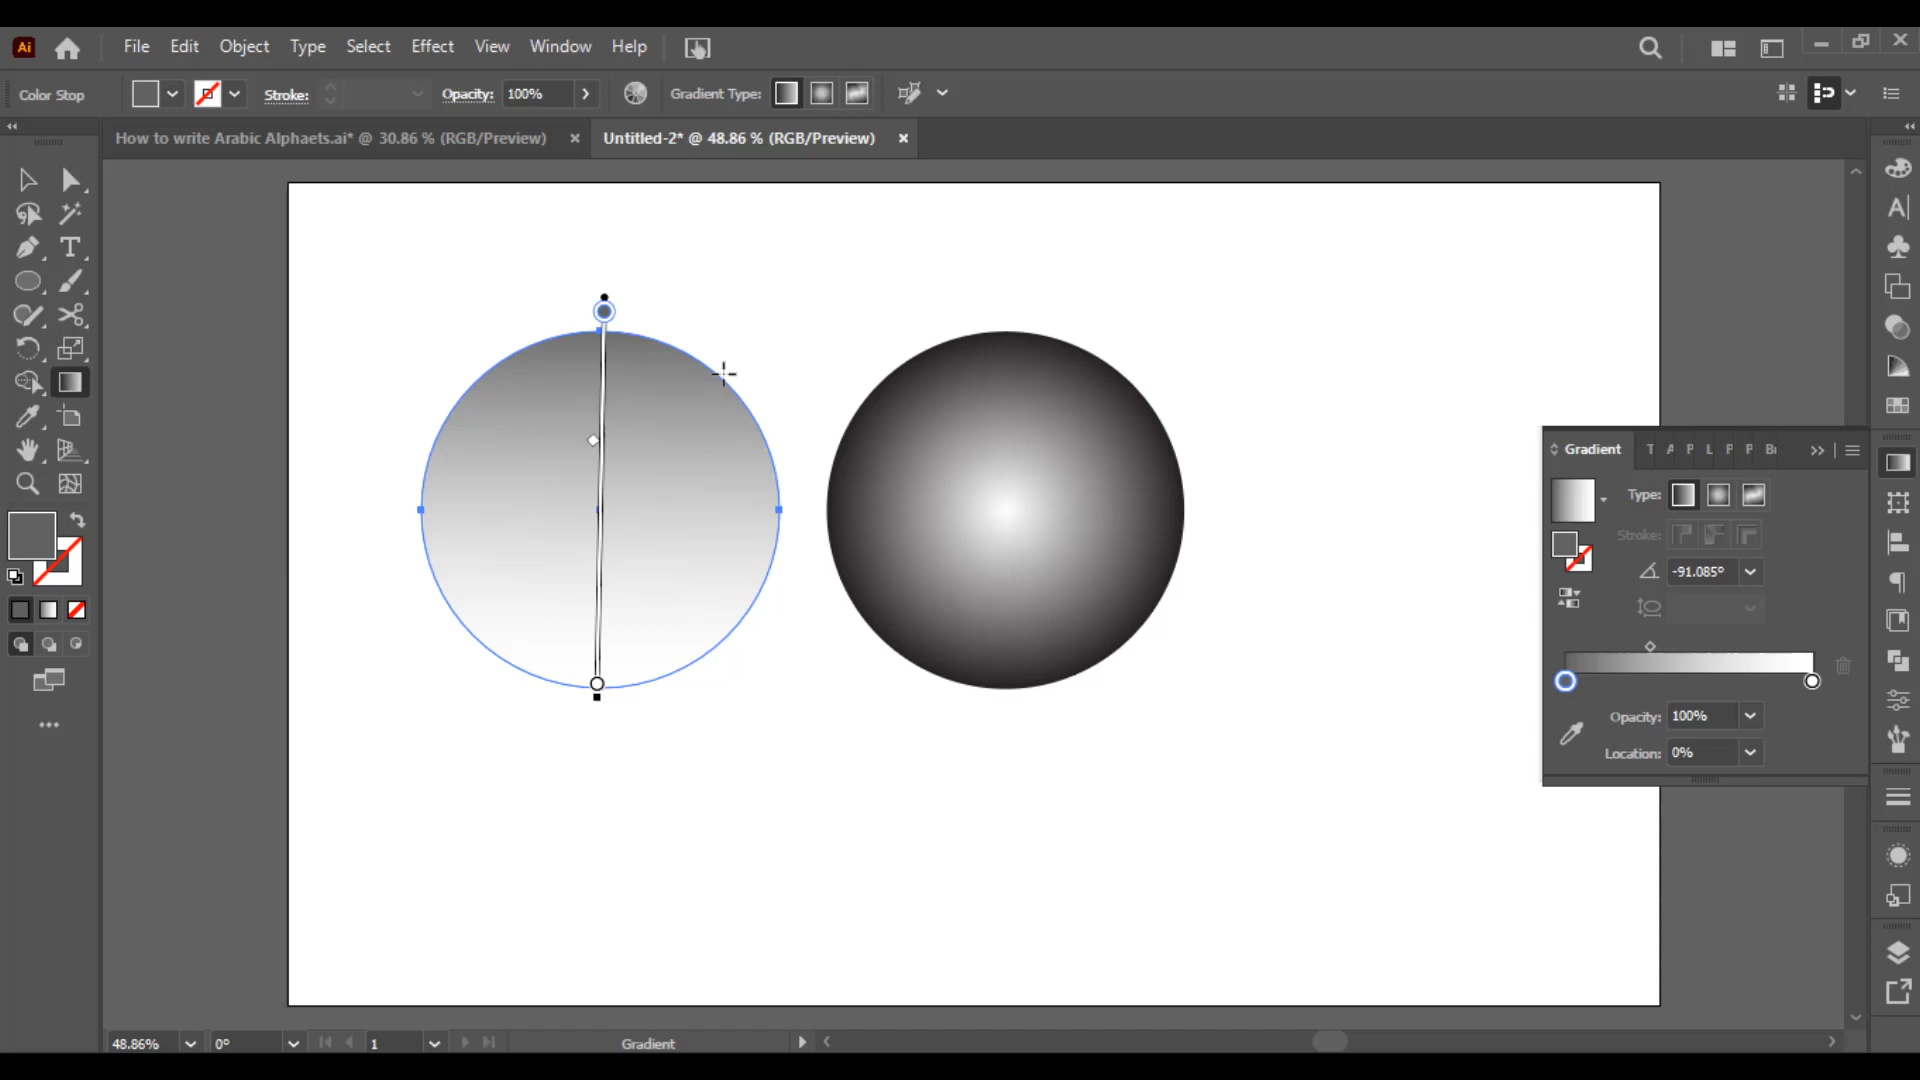 Ai File Edit Object Type Select Effect View Window Help
Color Stop Stroke: Opacity: 100% Gradient Type:
How to write Arabic Alphaets.ai* @ 30.86 % (RGB/Preview) Untitled-2* @ 48.86 % (RGB/Preview)
Gradient T A P L P P Bi
Type:
Stroke:
-91.085°
Opacity: 100%
Location: 0%
48.86% 0° 1 Gradient